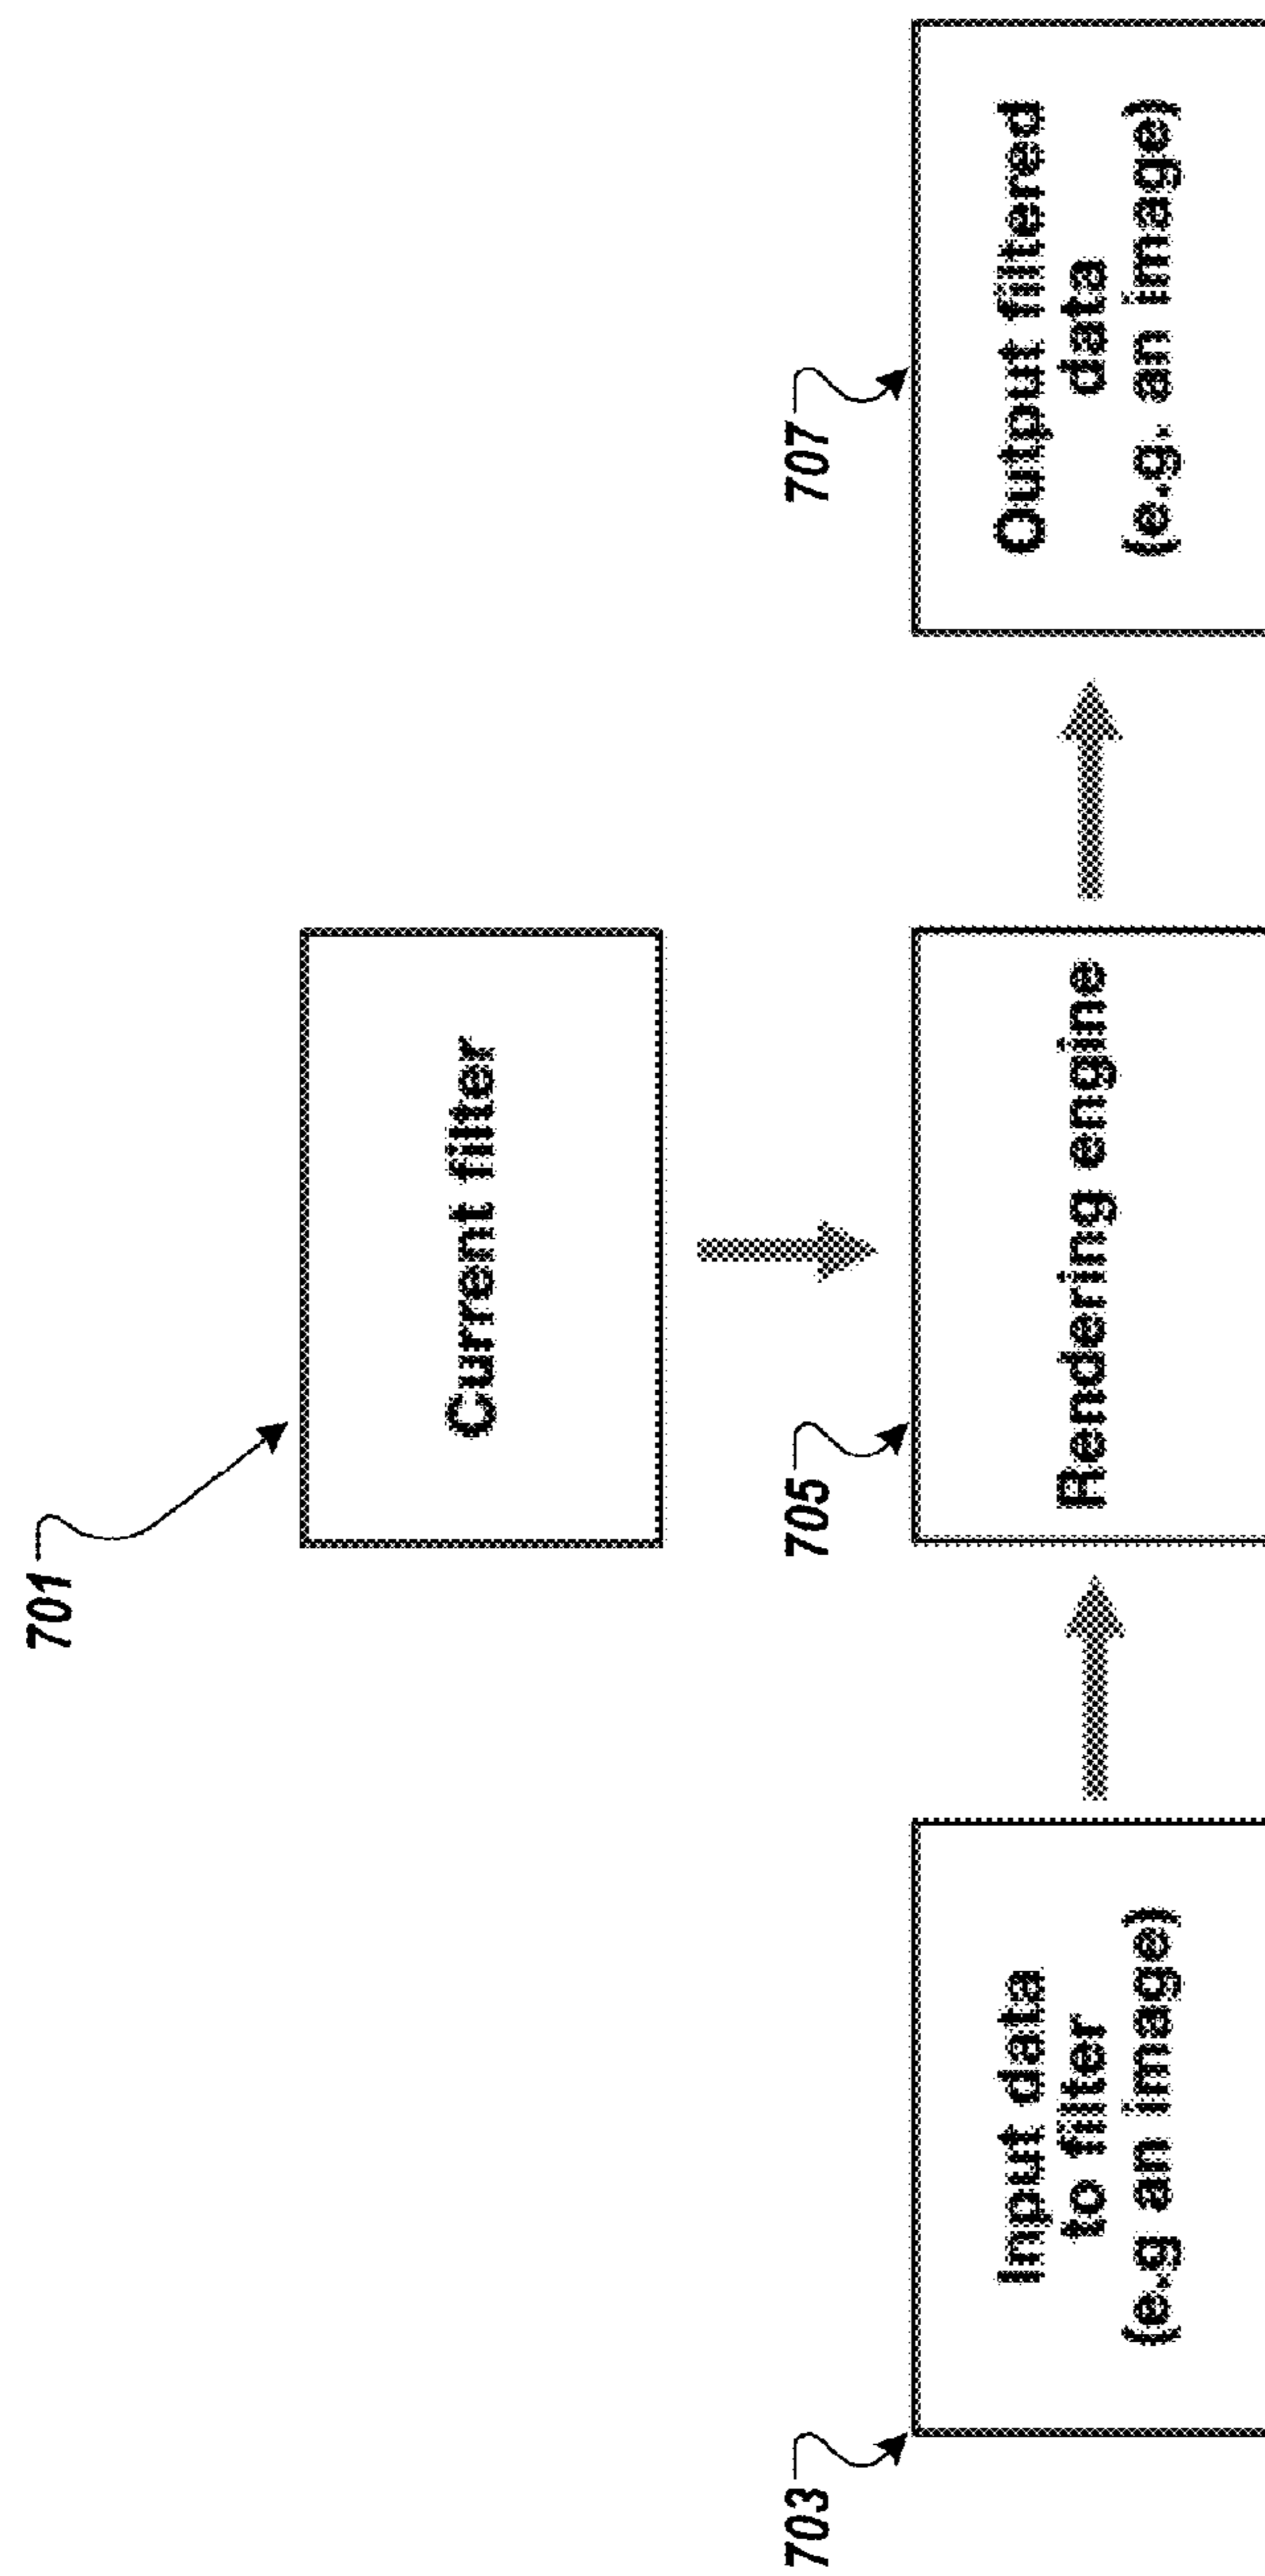 701
Current filter
703
Input data
to filter
(e.g an image)
705
Rendering engine
707
Output filtered
data
(e.g. an image)